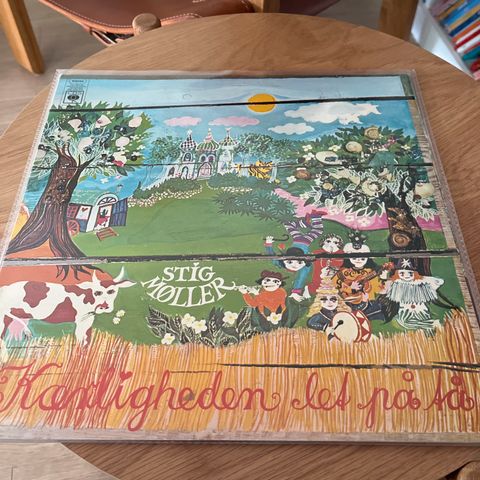 STIG
MØLLER
Kærligheden let på tå